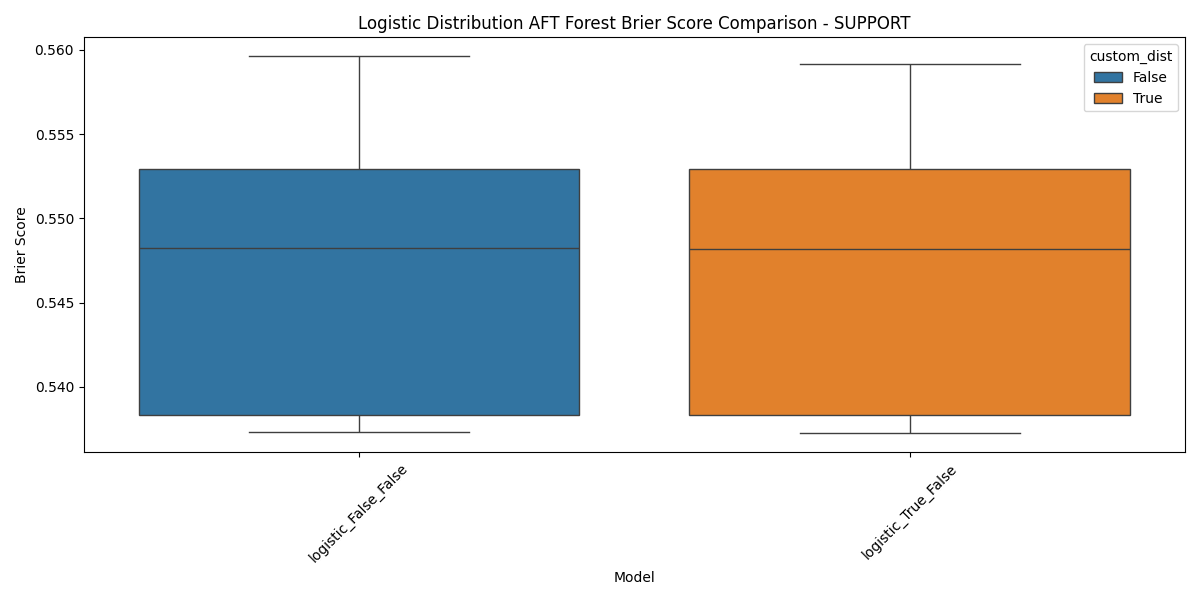 Logistic Distribution AFT Forest Brier Score Comparison - SUPPORT
custom_dist
False
True
Brier Score
0.560
0.555
0.550
0.545
0.540
logistic_False_False
logistic_True_False
Model